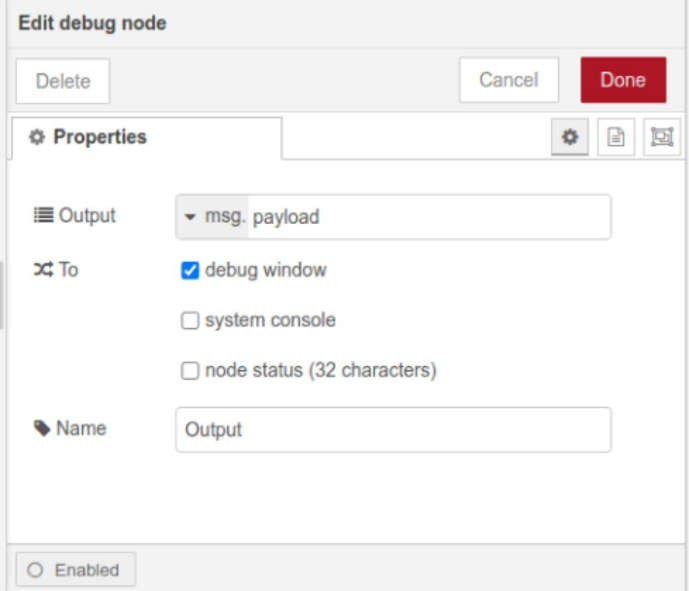 Edit debug node
Delete Cancel Done
Properties
Output msg. payload
To debug window
system console
node status (32 characters)
Name Output
Enabled